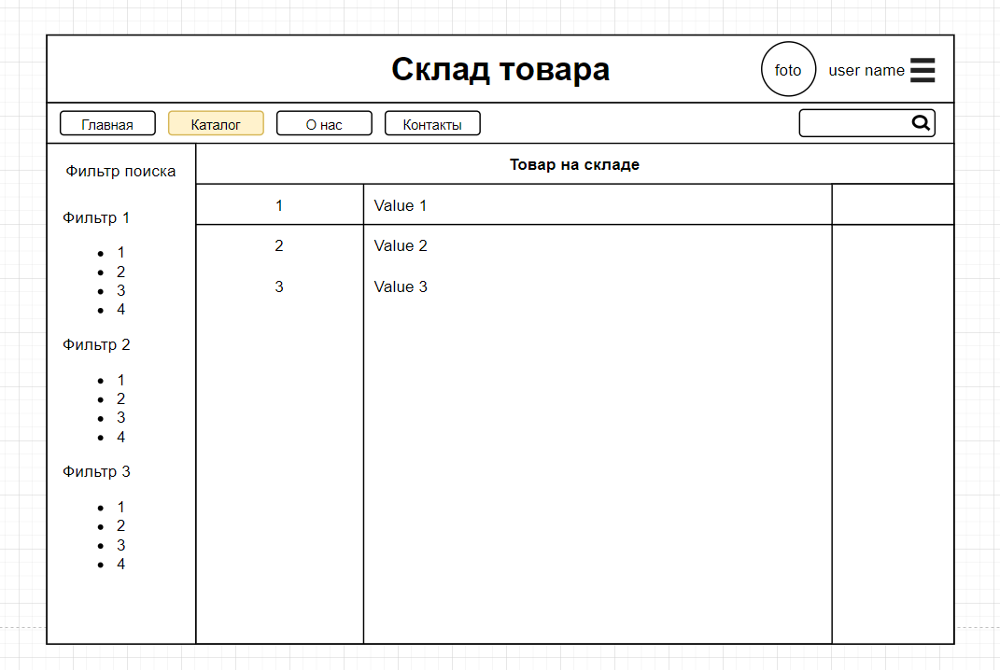 Склад товара
foto
user name
Главная
Каталог
О нас
Контакты
Фильтр поиска
Товар на складе
1 Value 1
2 Value 2
3 Value 3
Фильтр 1
• 1
• 2
• 3
• 4
Фильтр 2
• 1
• 2
• 3
• 4
Фильтр 3
• 1
• 2
• 3
• 4